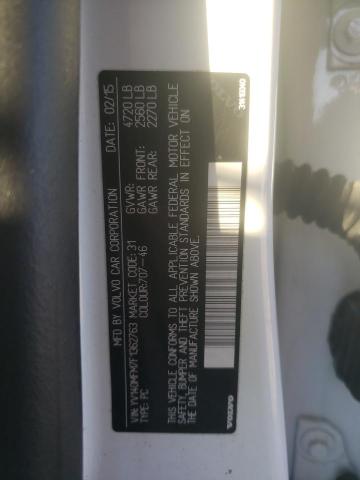 MFD BY VOLVO CAR CORPORATION DATE: 02/15
GVWR: 4720 LB
GAWR FRONT: 2560 LB
GAWR REAR: 2270 LB
MARKET CODE: 31
TYPE: PC COLOUR:707-46
THIS VEHICLE CONFORMS TO ALL APPLICABLE FEDERAL MOTOR VEHICLE
SAFETY, BUMPER AND THEFT PREVENTION STANDARDS IN EFFECT ON
THE DATE OF MANUFACTURE SHOWN ABOVE.
VOLVO